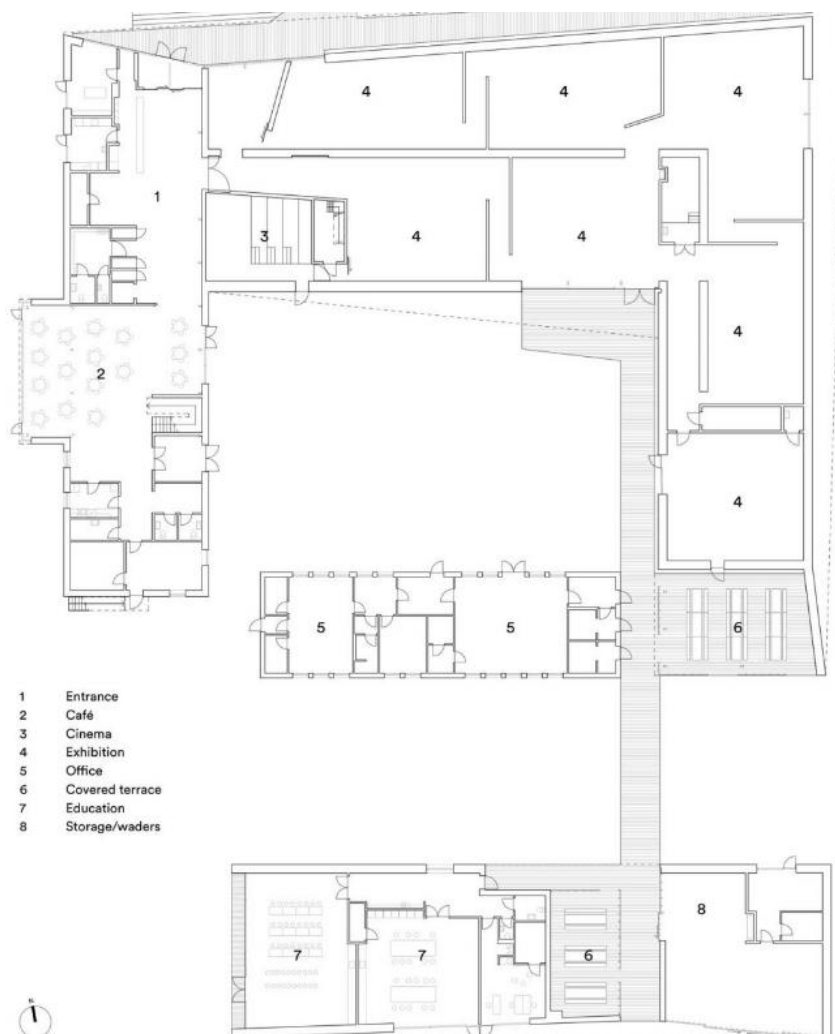 4
4
4
1
3
4
4
4
2
4
5
5
6
1 Entrance
2 Café
3 Cinema
4 Exhibition
5 Office
6 Covered terrace
7 Education
8 Storage/waders
8
7
7
6
N